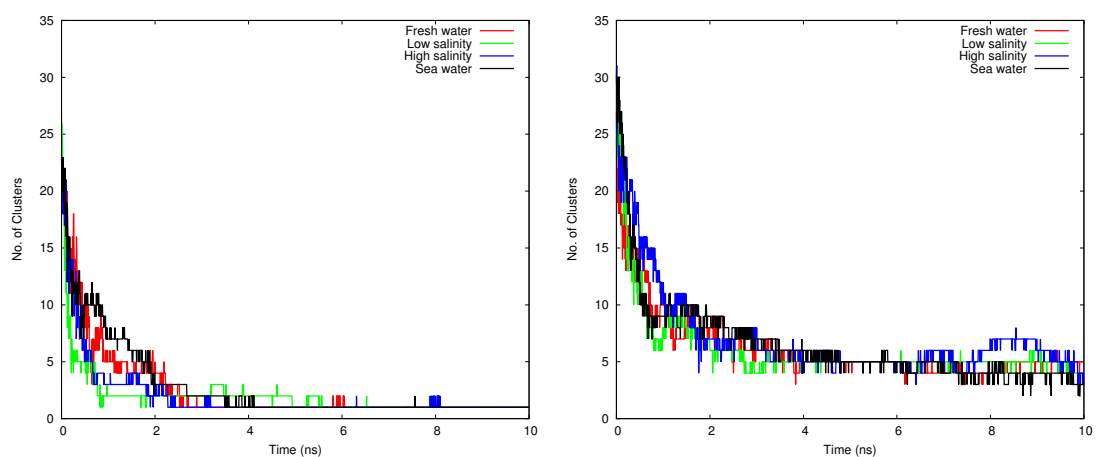 35
30
25
20
15
10
5
0
No. of Clusters
0 2 4 6 8 10
Time (ns)
Fresh water
Low salinity
High salinity
Sea water
35
30
25
20
15
10
5
0
No. of Clusters
0 2 4 6 8 10
Time (ns)
Fresh water
Low salinity
High salinity
Sea water